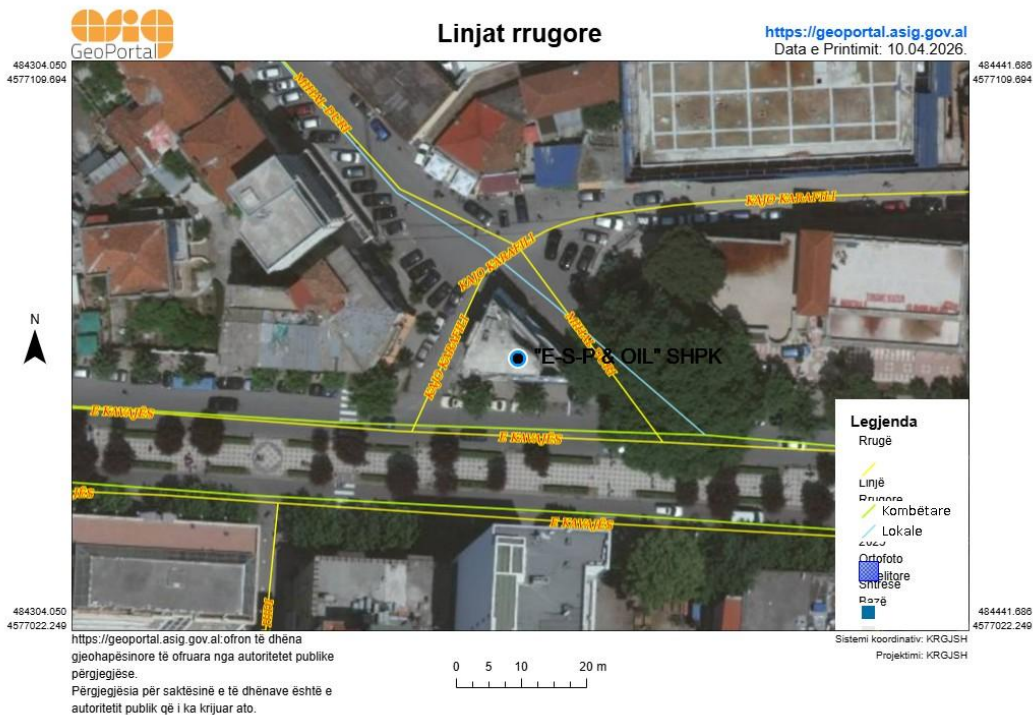 asig
GeoPortal
Linjat rrugore
https://geoportal.asig.gov.al
Data e Printimit: 10.04.2026.
484304.050
4577109.694
484441.686
4577109.694
MIHAL
KAJO KARAFILI
KAJO KARAFILI
KAJO KARAFILI
N
"E-S-P & OIL" SHPK
E KAVAJËS
E KAVAJËS
JËS
E KAVAJËS
Legjenda
Rrugë
Linjë
Rrugore
Kombëtare
Lokale
2025
Ortofoto
Shtresë
Bazë
484304.050
4577022.249
484441.686
4577022.249
https://geoportal.asig.gov.al:ofron të dhëna
gjeohapësinore të ofruara nga autoritetet publike
përgjegjëse.
Përgjegjësia për saktësinë e të dhënave është e
autoritetit publik që i ka krijuar ato.
0 5 10 20 m
Sistemi koordinativ: KRGJSH
Projektimi: KRGJSH